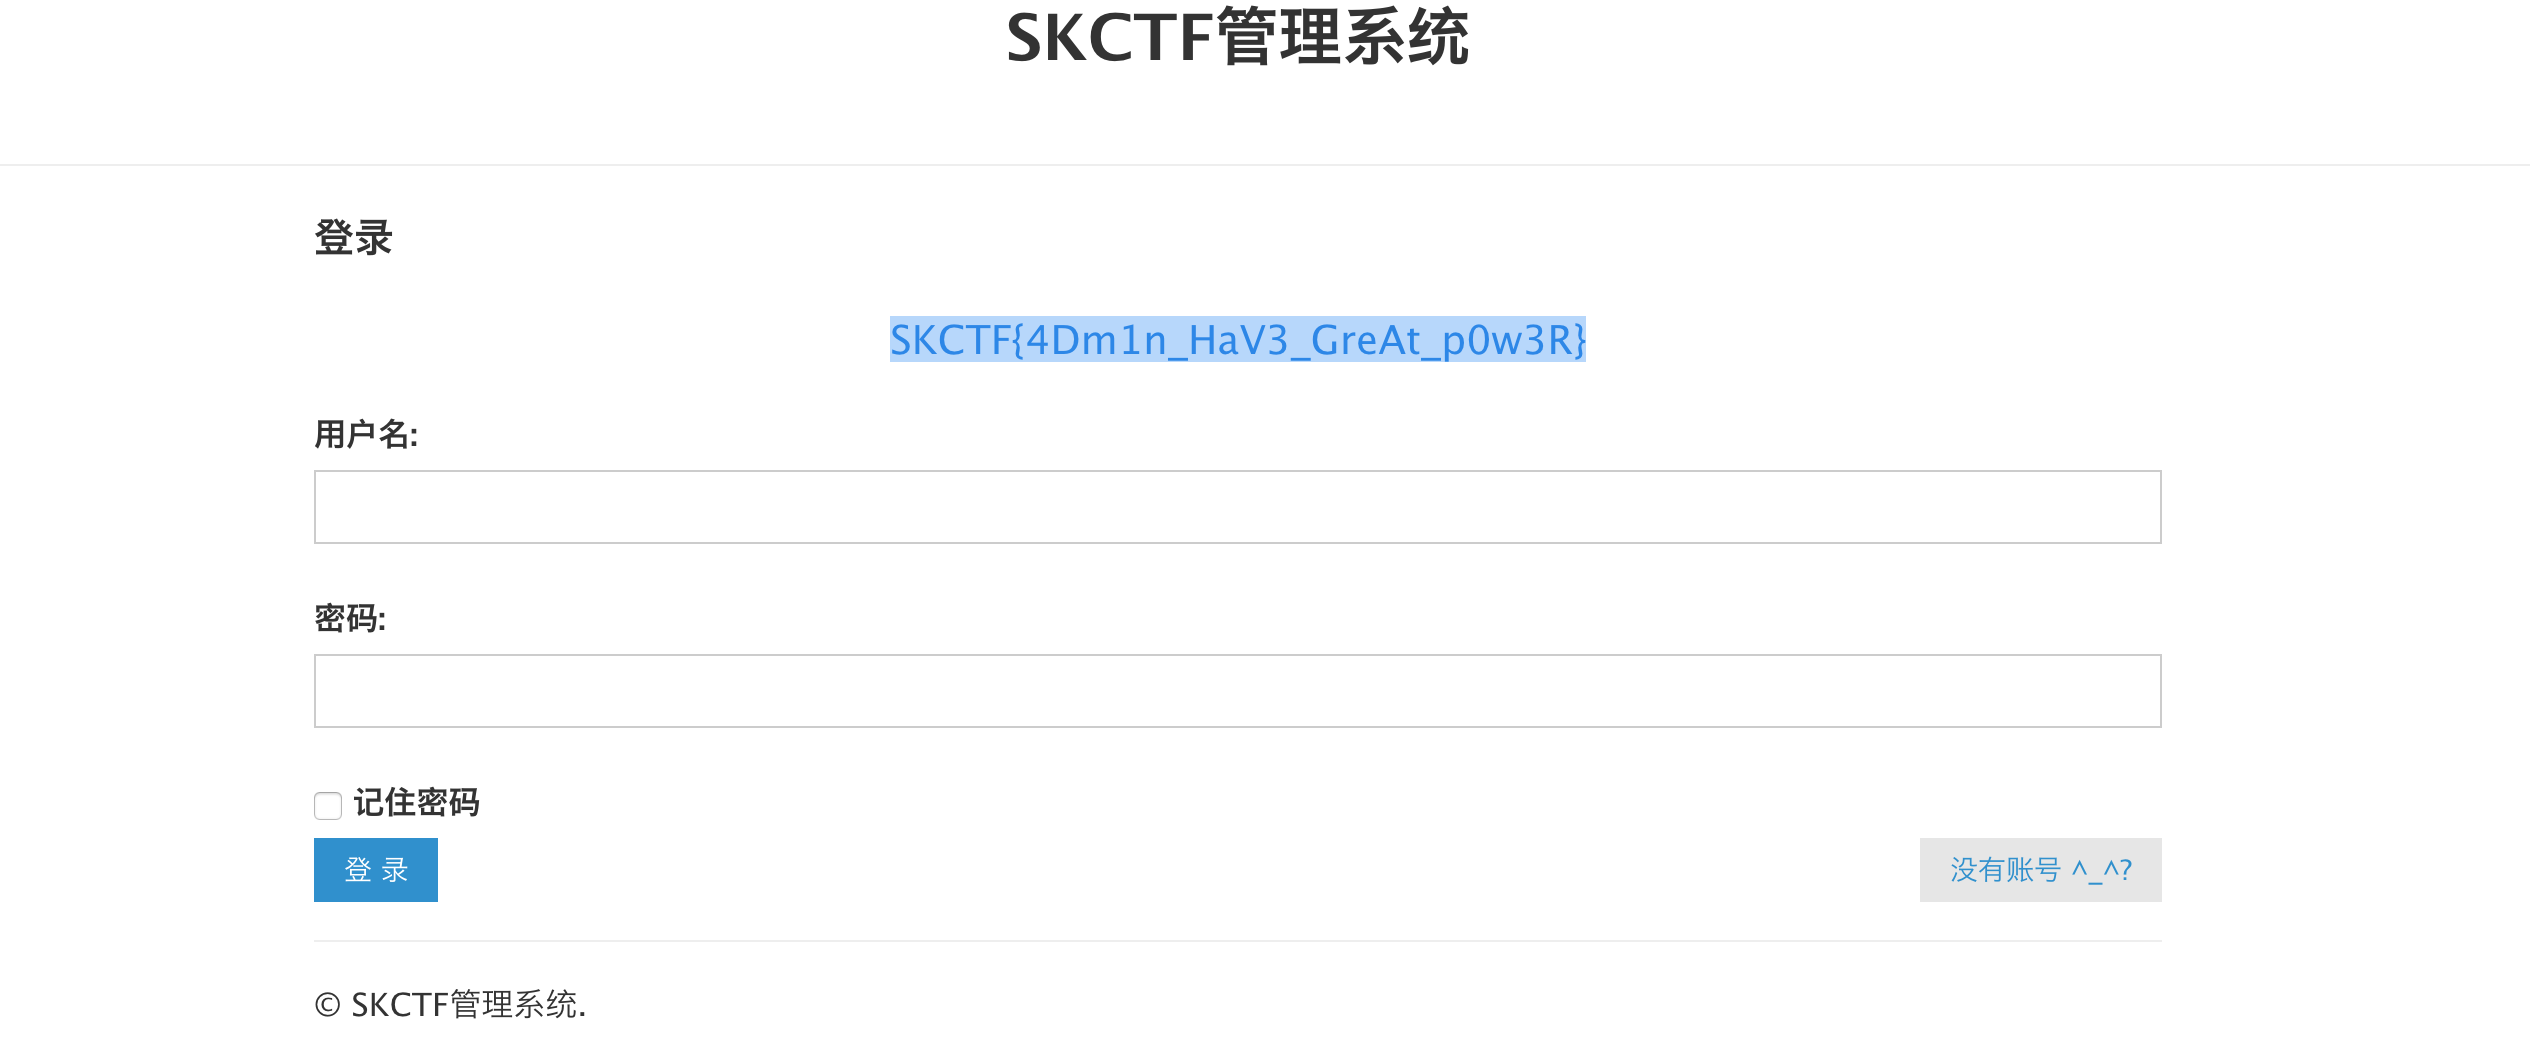 SKCTF管理系统
登录
SKCTF{4Dm1n_HaV3_GreAt_p0w3R}
用户名:
密码:
记住密码
登 录
没有账号 ^_^?
© SKCTF管理系统.